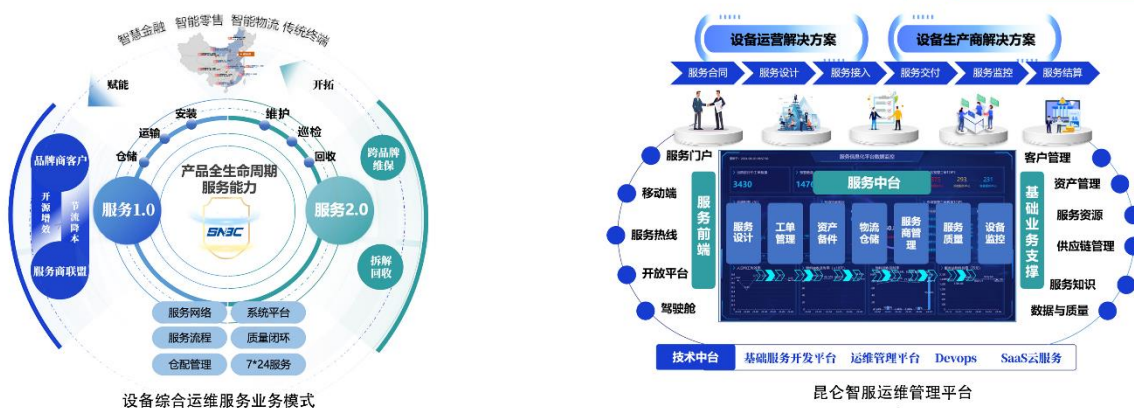 智慧金融 智能零售 智能物流 传统终端
赋能
开拓
安装
维护
运输
巡检
仓储
回收
品牌商客户
开源增效
节流降本
服务商联盟
产品全生命周期
服务能力
SNBC
服务1.0
服务2.0
跨品牌
维保
拆解
回收
服务网络
系统平台
服务流程
质量闭环
仓配管理
7*24服务
设备综合运维服务业务模式
设备运营解决方案
设备生产商解决方案
服务合同
服务设计
服务接入
服务交付
服务监控
服务结算
服务门户
移动端
服务热线
开放平台
驾驶舱
服务前端
服务信息化平台数据监控
3430
293
231
服务中台
服务
设计
工单
管理
资产
备件
物流
仓储
服务
商管
理
服务
质量
设备
监控
基础业务支撑
客户管理
资产管理
服务资源
供应链管理
服务知识
数据与质量
技术中台
基础服务开发平台
运维管理平台
Devops
SaaS云服务
昆仑智服运维管理平台